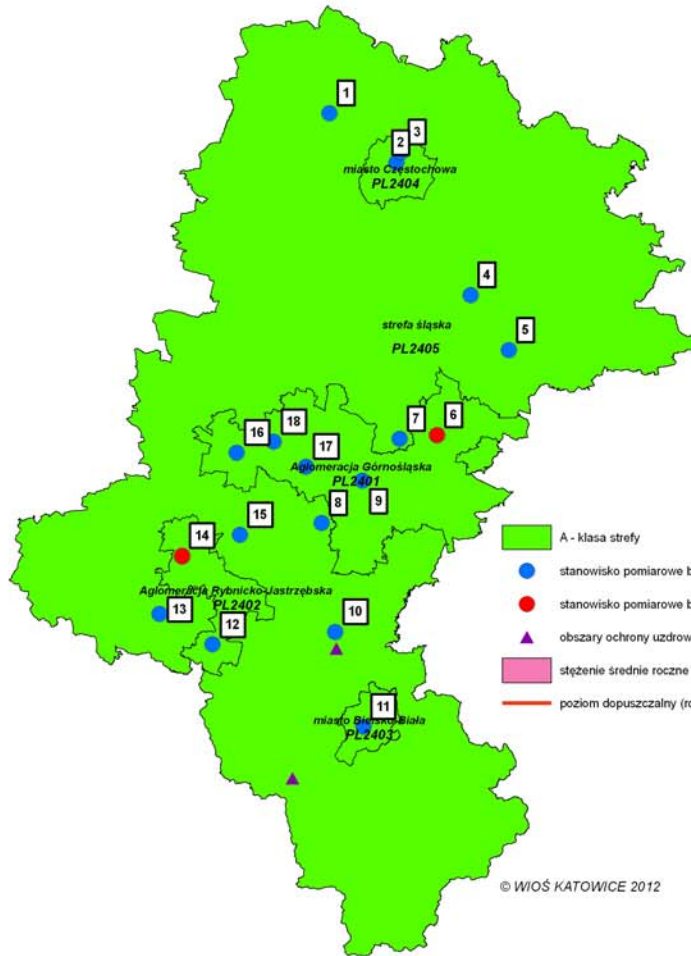 1
2
3
miasto Częstochowa
PL2404
4
strefa śląska
5
PL2405
6
7
18
16
17
Aglomeracja Górnośląska
PL2401
8
9
15
14
A - klasa strefy
stanowisko pomiarowe b
stanowisko pomiarowe b
obszary ochrony uzdrow
stężenie średnie roczne
poziom dopuszczalny (ro
Aglomeracja Rybnicko-Jastrzębska
PL2402
13
12
10
11
miasto Bielsko-Biała
PL2403
© WIOŚ KATOWICE 2012